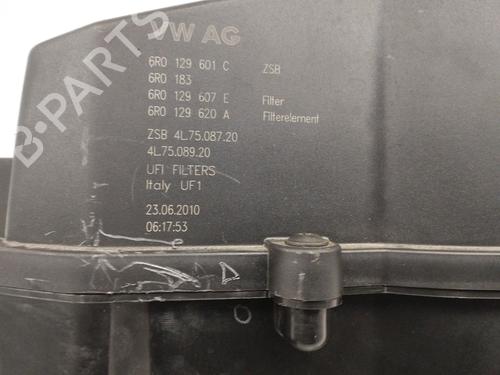 VW AG
6R0 129 601 C ZSB
6R0 183
6R0 129 607 E Filter
6R0 129 620 A Filterelement
ZSB 4L.75.087.20
4L.75.089.20
UFI FILTERS
Italy UF1
23.06.2010
06:17:53
B-PARTS